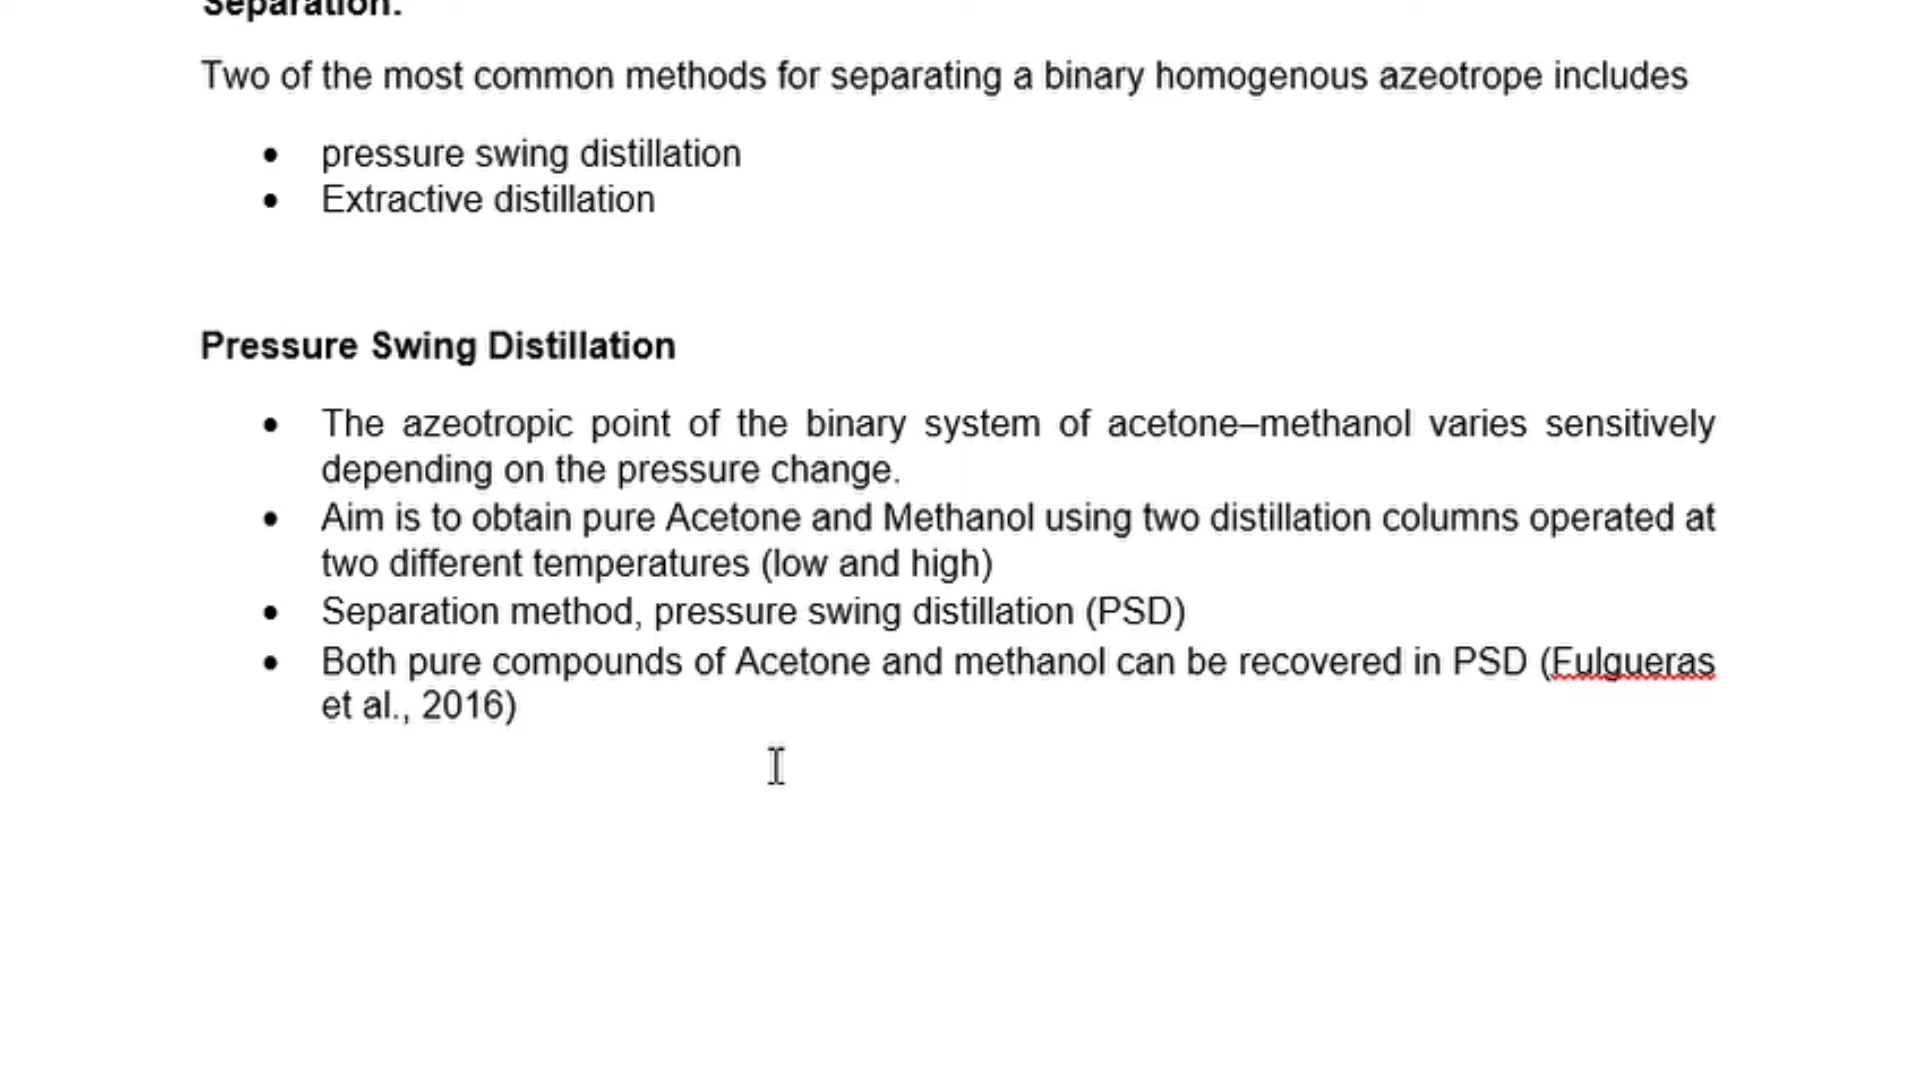 Separation:
Two of the most common methods for separating a binary homogenous azeotrope includes
• pressure swing distillation
• Extractive distillation
Pressure Swing Distillation
• The azeotropic point of the binary system of acetone–methanol varies sensitively
depending on the pressure change.
• Aim is to obtain pure Acetone and Methanol using two distillation columns operated at
two different temperatures (low and high)
• Separation method, pressure swing distillation (PSD)
• Both pure compounds of Acetone and methanol can be recovered in PSD (Fulgueras
et al., 2016)